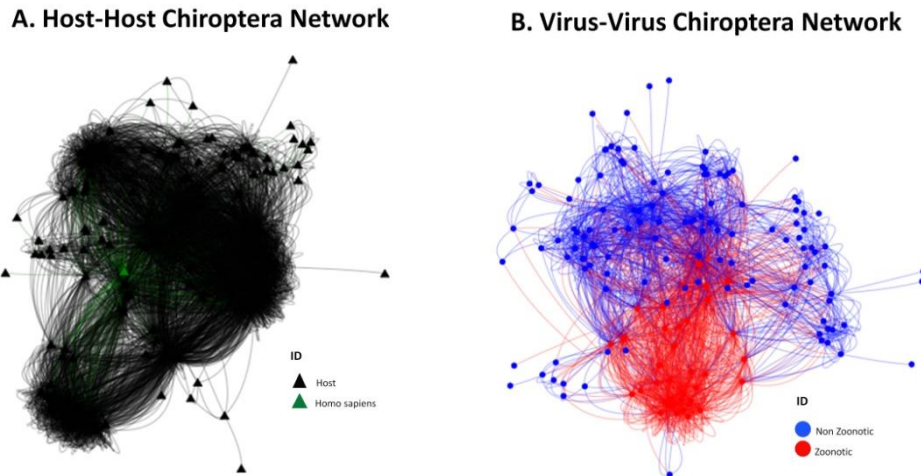 A. Host-Host Chiroptera Network
B. Virus-Virus Chiroptera Network
ID
Host
Homo sapiens
ID
Non Zoonotic
Zoonotic